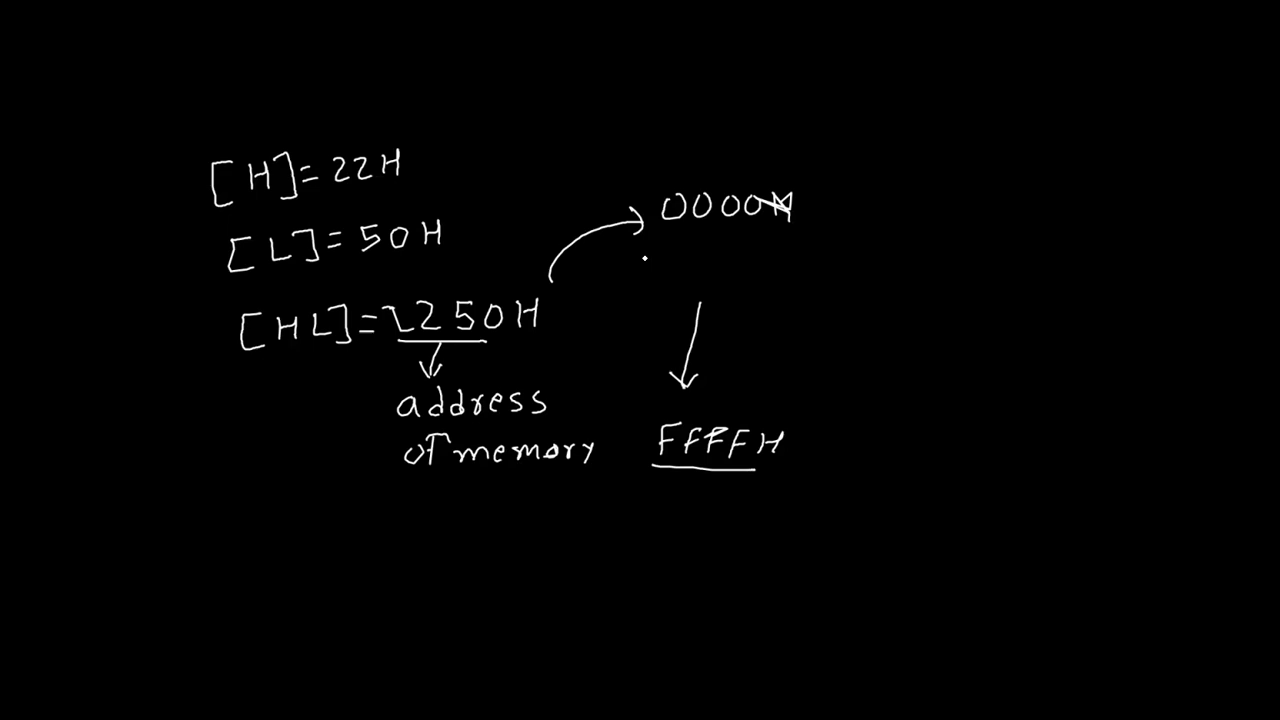 [H]=22H
[L]=50H
[HL]=2250H
address
of memory
0000H
FFFFH